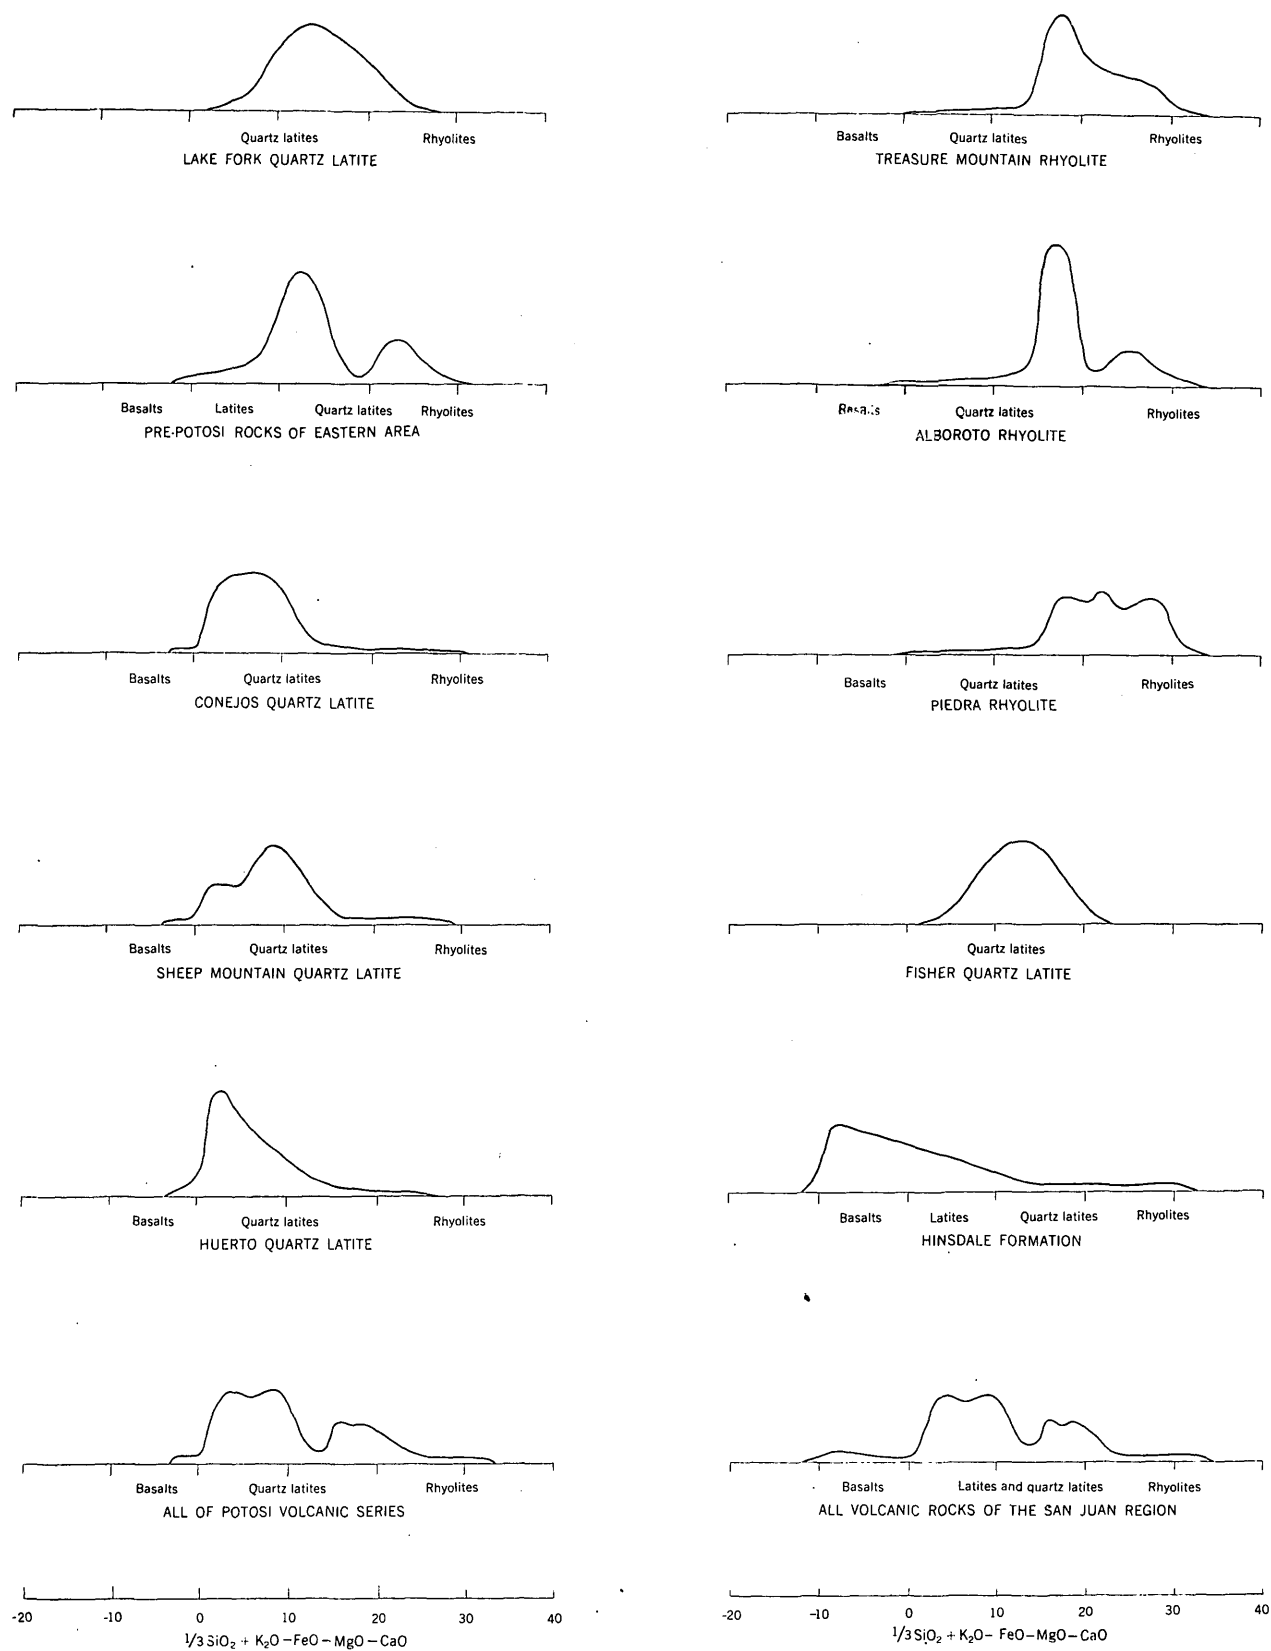 Quartz latites Rhyolites
LAKE FORK QUARTZ LATITE
Basalts Quartz latites Rhyolites
TREASURE MOUNTAIN RHYOLITE
Basalts Latites Quartz latites Rhyolites
PRE-POTOSI ROCKS OF EASTERN AREA
Basalts Quartz latites Rhyolites
ALBOROTO RHYOLITE
Basalts Quartz latites Rhyolites
CONEJOS QUARTZ LATITE
Basalts Quartz latites Rhyolites
PIEDRA RHYOLITE
Basalts Quartz latites Rhyolites
SHEEP MOUNTAIN QUARTZ LATITE
Quartz latites
FISHER QUARTZ LATITE
Basalts Quartz latites Rhyolites
HUERTO QUARTZ LATITE
Basalts Latites Quartz latites Rhyolites
HINSDALE FORMATION
Basalts Quartz latites Rhyolites
ALL OF POTOSI VOLCANIC SERIES
Basalts Latites and quartz latites Rhyolites
ALL VOLCANIC ROCKS OF THE SAN JUAN REGION
-20 -10 0 10 20 30 40
1/3 SiO₂ + K₂O – FeO – MgO – CaO
-20 -10 0 10 20 30 40
1/3 SiO₂ + K₂O – FeO – MgO – CaO